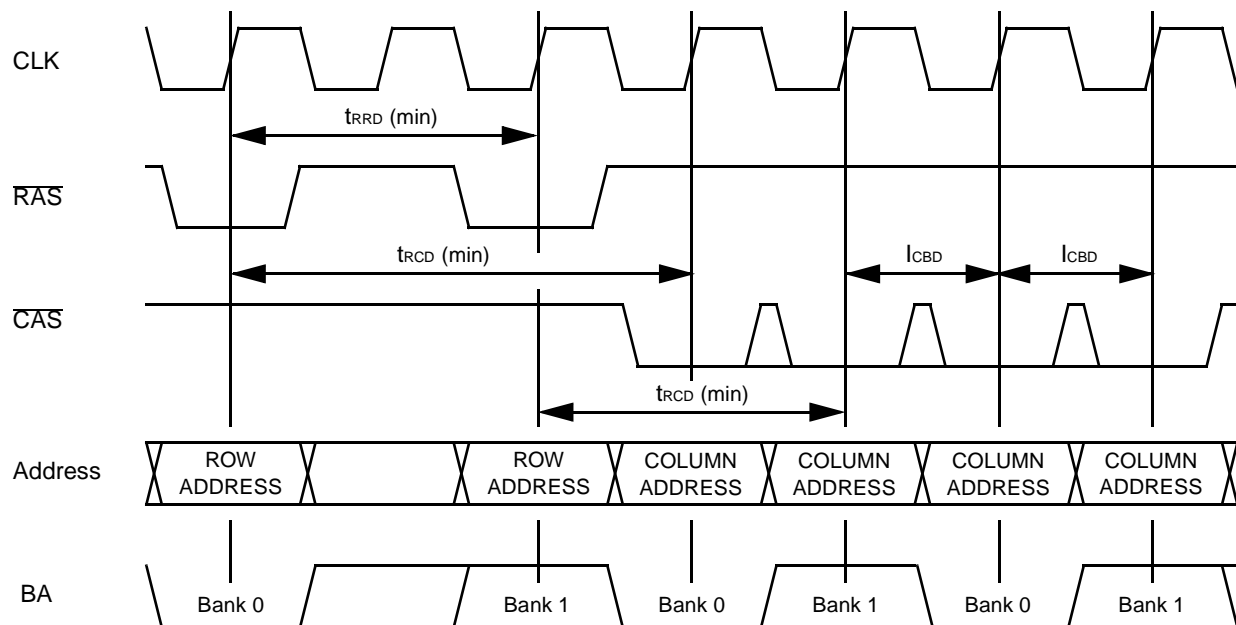 CLK
tRRD (min)
RAS
tRCD (min)
ICBD
ICBD
CAS
tRCD (min)
Address
ROW
ADDRESS
ROW
ADDRESS
COLUMN
ADDRESS
COLUMN
ADDRESS
COLUMN
ADDRESS
COLUMN
ADDRESS
BA
Bank 0
Bank 1
Bank 0
Bank 1
Bank 0
Bank 1